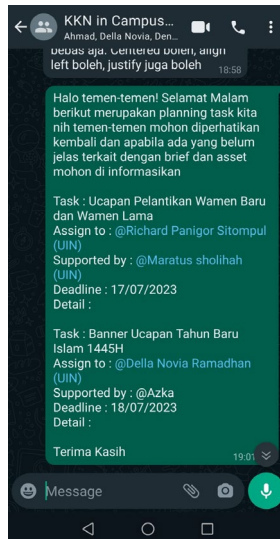 KKN in Campus...
Ahmad, Della Novia, Den...
bebas aja. Centered boleh, align
left boleh, justify juga boleh
18:58
Halo temen-temen! Selamat Malam
berikut merupakan planning task kita
nih temen-temen mohon diperhatikan
kembali dan apabila ada yang belum
jelas terkait dengan brief dan asset
mohon di informasikan
Task : Ucapan Pelantikan Wamen Baru
dan Wamen Lama
Assign to : @Richard Panigor Sitompul
(UIN)
Supported by : @Maratus sholihah
(UIN)
Deadline : 17/07/2023
Detail :
Task : Banner Ucapan Tahun Baru
Islam 1445H
Assign to : @Della Novia Ramadhan
(UIN)
Supported by : @Azka
Deadline : 18/07/2023
Detail :
Terima Kasih
Message